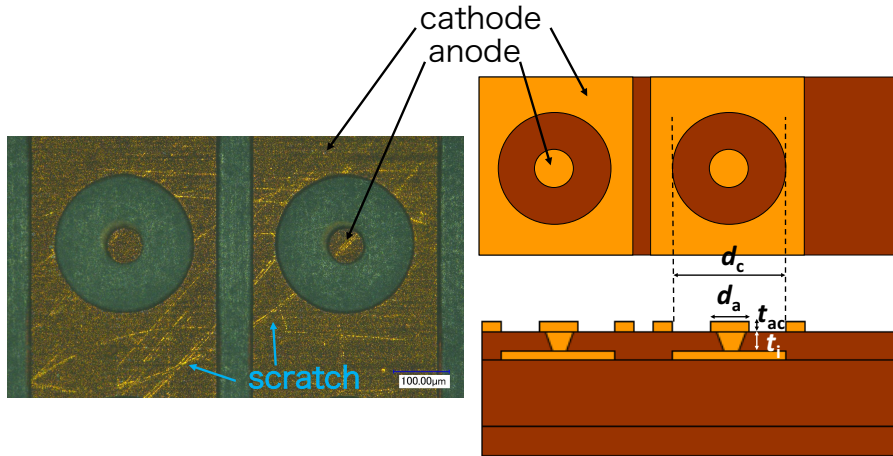 cathode
anode
scratch
100.00μm
dc
da
tac
ti